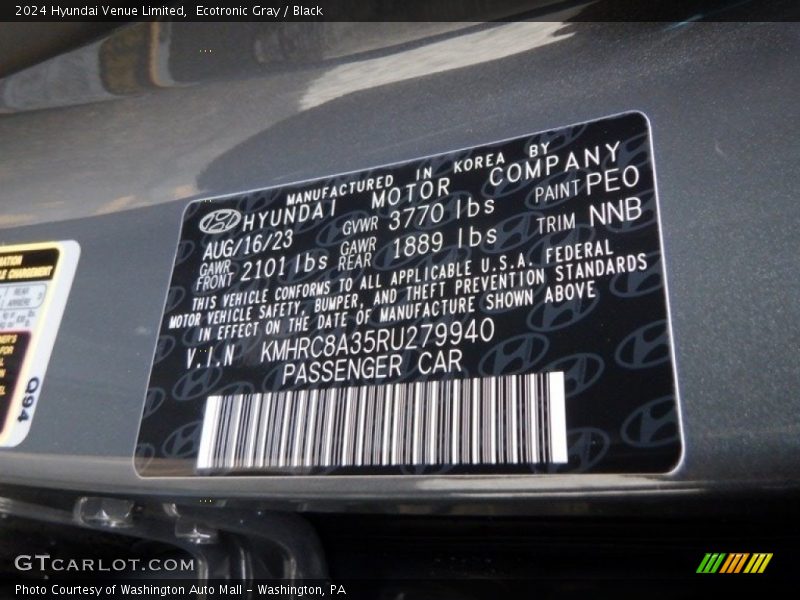 2024 Hyundai Venue Limited,  Ecotronic Gray / Black
MANUFACTURED IN KOREA BY
HYUNDAI MOTOR COMPANY
AUG/16/23 GVWR 3770 lbs PAINT PE0
GAWR FRONT 2101 lbs GAWR REAR 1889 lbs TRIM NNB
THIS VEHICLE CONFORMS TO ALL APPLICABLE U.S.A. FEDERAL
MOTOR VEHICLE SAFETY, BUMPER, AND THEFT PREVENTION STANDARDS
IN EFFECT ON THE DATE OF MANUFACTURE SHOWN ABOVE
V.I.N KMHRC8A35RU279940
PASSENGER CAR
REAR
094
GTCARLOT.COM
Photo Courtesy of Washington Auto Mall - Washington, PA